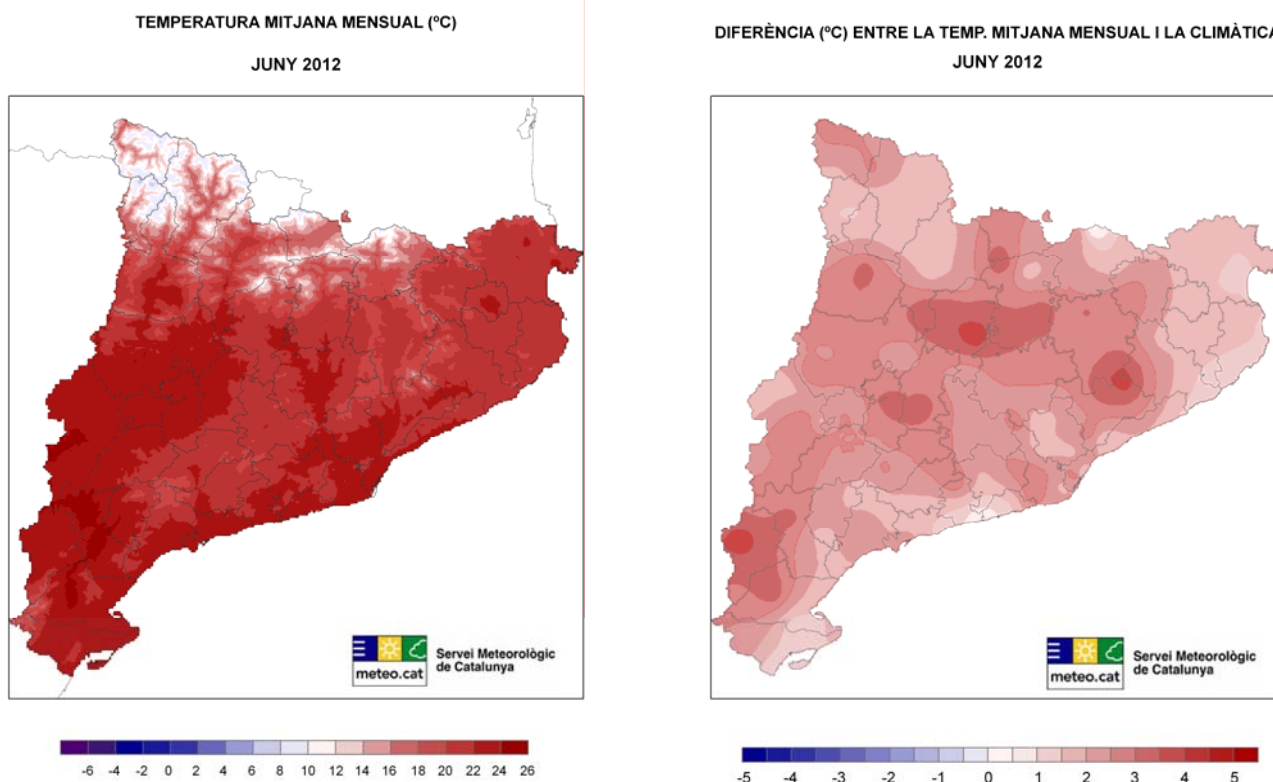 TEMPERATURA MITJANA MENSUAL (ºC)
JUNY 2012
Servei Meteorològic
de Catalunya
meteo.cat
-6 -4 -2 0 2 4 6 8 10 12 14 16 18 20 22 24 26
DIFERÈNCIA (ºC) ENTRE LA TEMP. MITJANA MENSUAL I LA CLIMÀTICA
JUNY 2012
Servei Meteorològic
de Catalunya
meteo.cat
-5 -4 -3 -2 -1 0 1 2 3 4 5